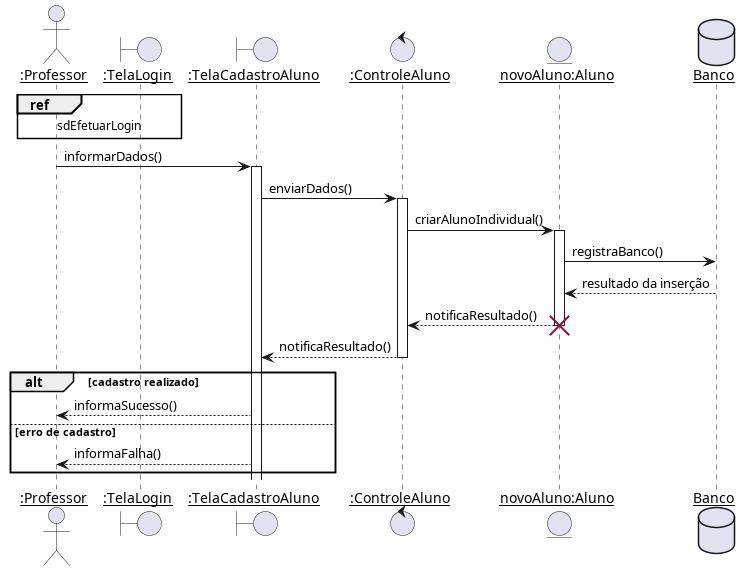 :Professor :TelaLogin :TelaCadastroAluno :ControleAluno novoAluno:Aluno Banco
ref
sdEfetuarLogin
informarDados()
enviarDados()
criarAlunoIndividual()
registraBanco()
resultado da inserção
notificaResultado()
notificaResultado()
alt [cadastro realizado]
informaSucesso()
[erro de cadastro]
informaFalha()
:Professor :TelaLogin :TelaCadastroAluno :ControleAluno novoAluno:Aluno Banco